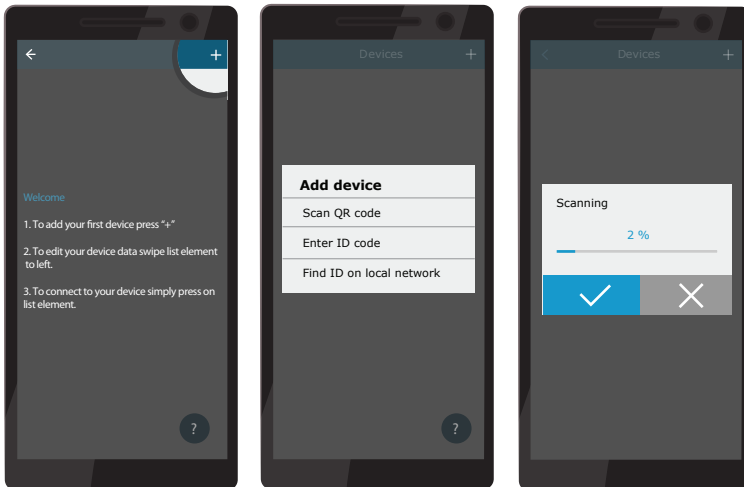 +
Welcome
1. To add your first device press “+”
2. To edit your device data swipe list element
to left.
3. To connect to your device simply press on
list element.
?
Devices +
Add device
Scan QR code
Enter ID code
Find ID on local network
?
Devices +
Scanning
2 %